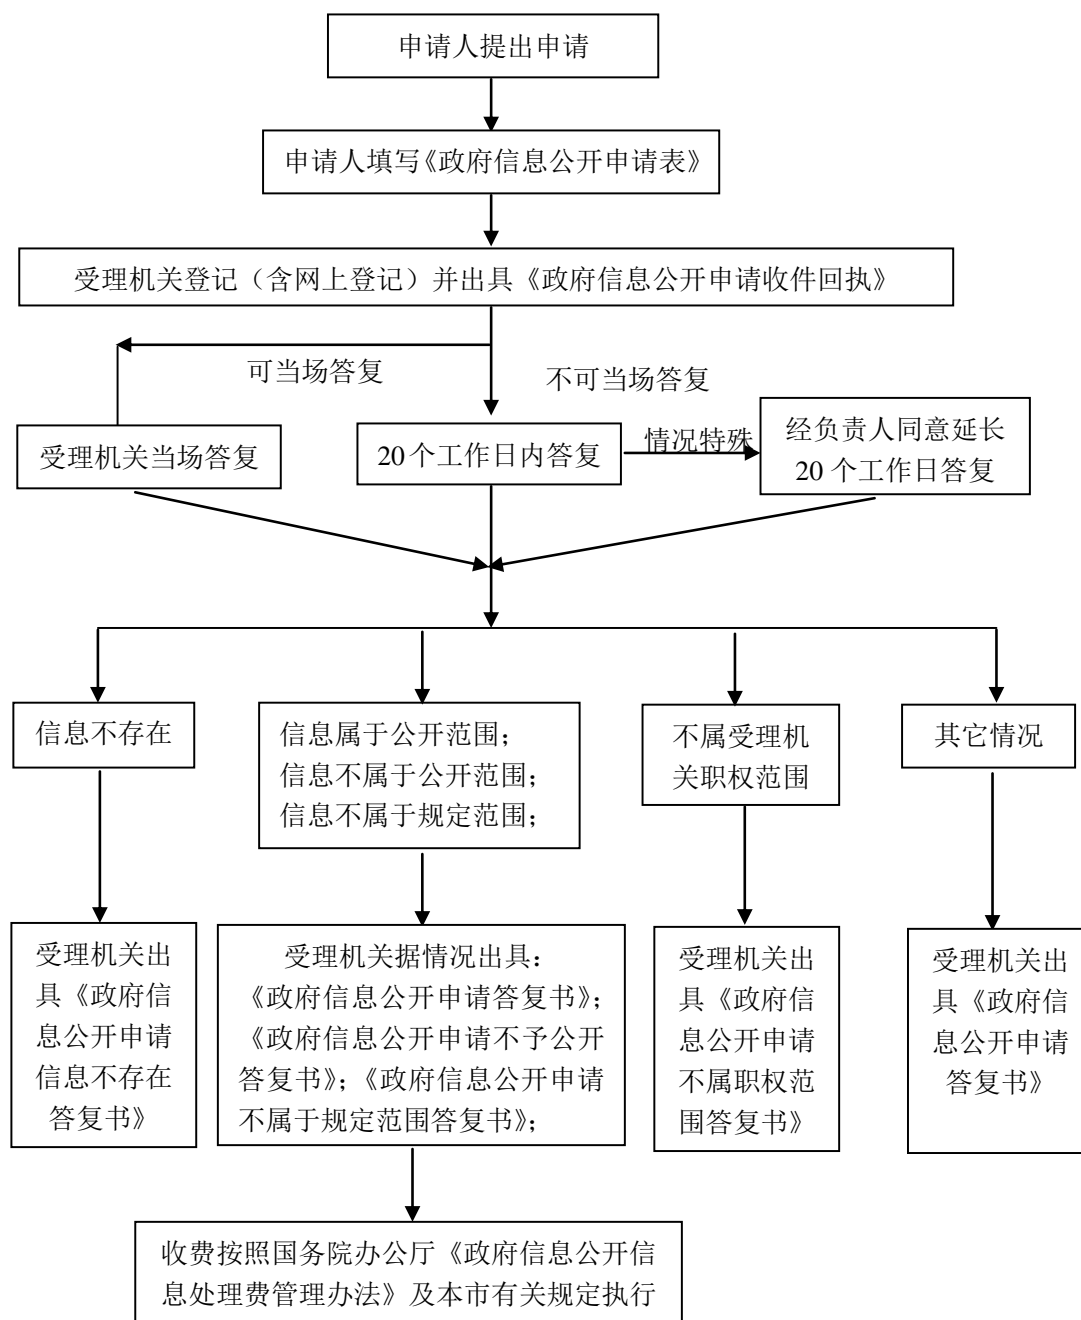 申请人提出申请
申请人填写《政府信息公开申请表》
受理机关登记（含网上登记）并出具《政府信息公开申请收件回执》
可当场答复
不可当场答复
受理机关当场答复
20个工作日内答复
情况特殊
经负责人同意延长
20 个工作日答复
信息不存在
信息属于公开范围；
信息不属于公开范围；
信息不属于规定范围；
不属受理机
关职权范围
其它情况
受理机关出
具《政府信
息公开申请
信息不存在
答复书》
受理机关据情况出具：
《政府信息公开申请答复书》；
《政府信息公开申请不予公开
答复书》；《政府信息公开申请
不属于规定范围答复书》；
受理机关出
具《政府信
息公开申请
不属职权范
围答复书》
受理机关出
具《政府信
息公开申请
答复书》
收费按照国务院办公厅《政府信息公开信
息处理费管理办法》及本市有关规定执行